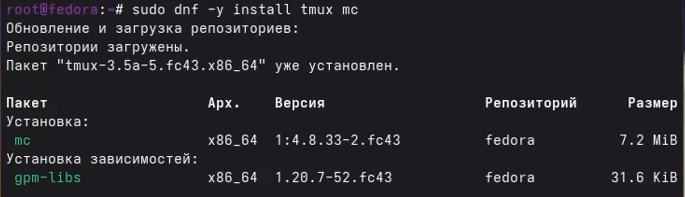 root@fedora:~# sudo dnf -y install tmux mc
Обновление и загрузка репозиториев:
Репозитории загружены.
Пакет "tmux-3.5a-5.fc43.x86_64" уже установлен.
Пакет Арх. Версия Репозиторий Размер
Установка:
mc x86_64 1:4.8.33-2.fc43 fedora 7.2 MiB
Установка зависимостей:
gpm-libs x86_64 1.20.7-52.fc43 fedora 31.6 KiB